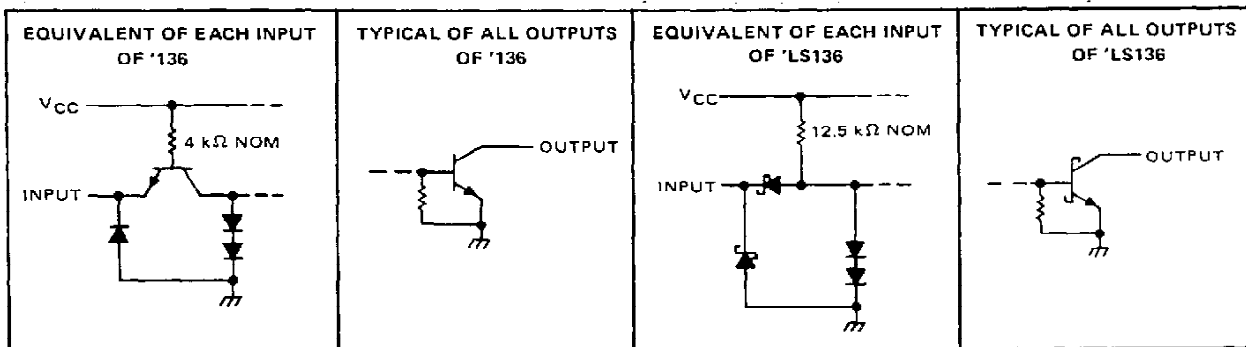 EQUIVALENT OF EACH INPUT
OF '136
VCC
4 kΩ NOM
INPUT
TYPICAL OF ALL OUTPUTS
OF '136
OUTPUT
EQUIVALENT OF EACH INPUT
OF 'LS136
VCC
12.5 kΩ NOM
INPUT
TYPICAL OF ALL OUTPUTS
OF 'LS136
OUTPUT